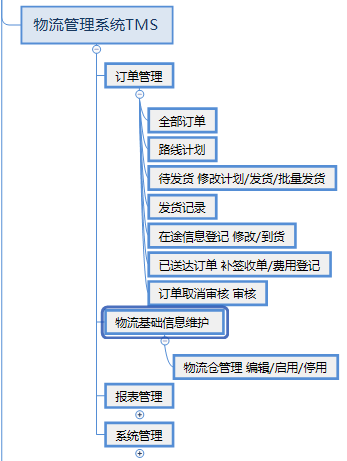 物流管理系统TMS
订单管理
全部订单
路线计划
待发货 修改计划/发货/批量发货
发货记录
在途信息登记 修改/到货
已送达订单 补签收单/费用登记
订单取消审核 审核
物流基础信息维护
物流仓管理 编辑/启用/停用
报表管理
系统管理